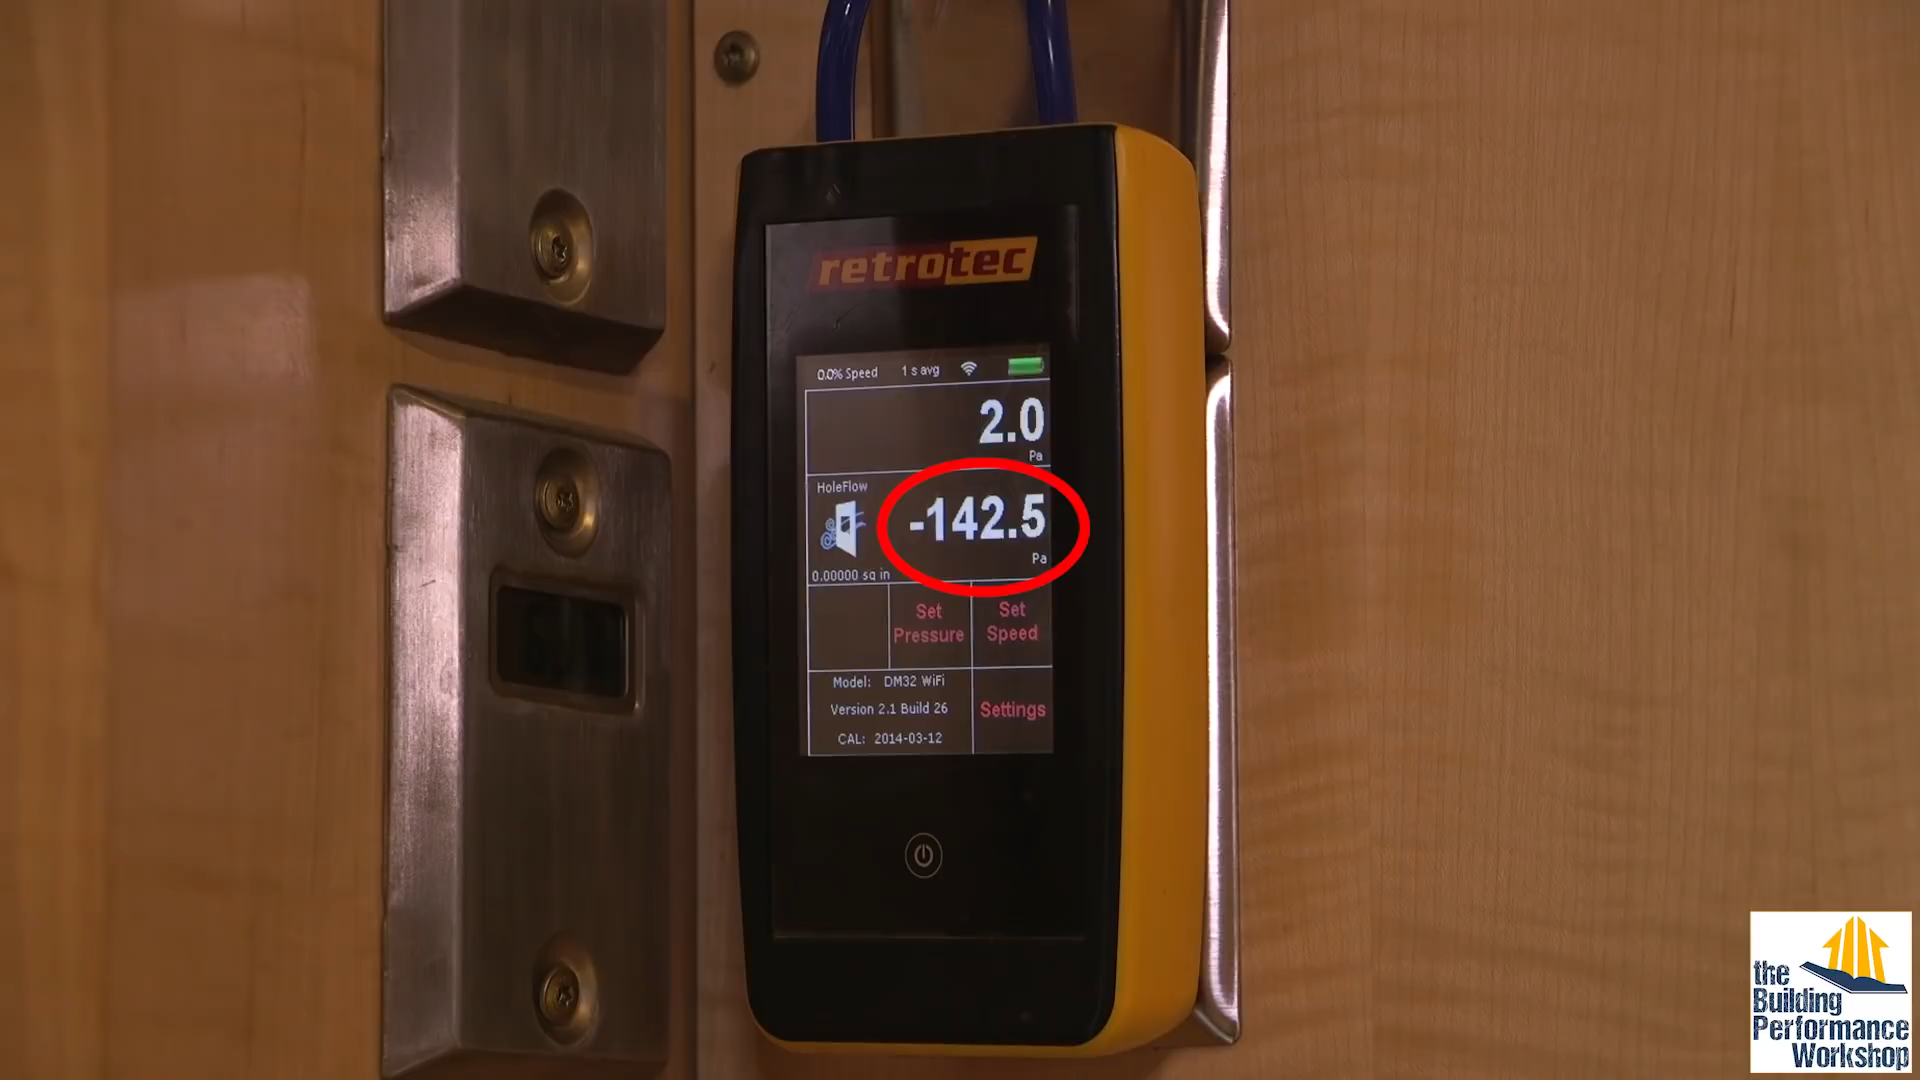 retrotec
0.0% Speed 1 s avg
2.0
Pa
HoleFlow
-142.5
Pa
0.00000 sq in
Set Pressure
Set Speed
Model: DM32 WiFi
Version 2.1 Build 26
Settings
CAL: 2014-03-12
the
Building
Performance
Workshop